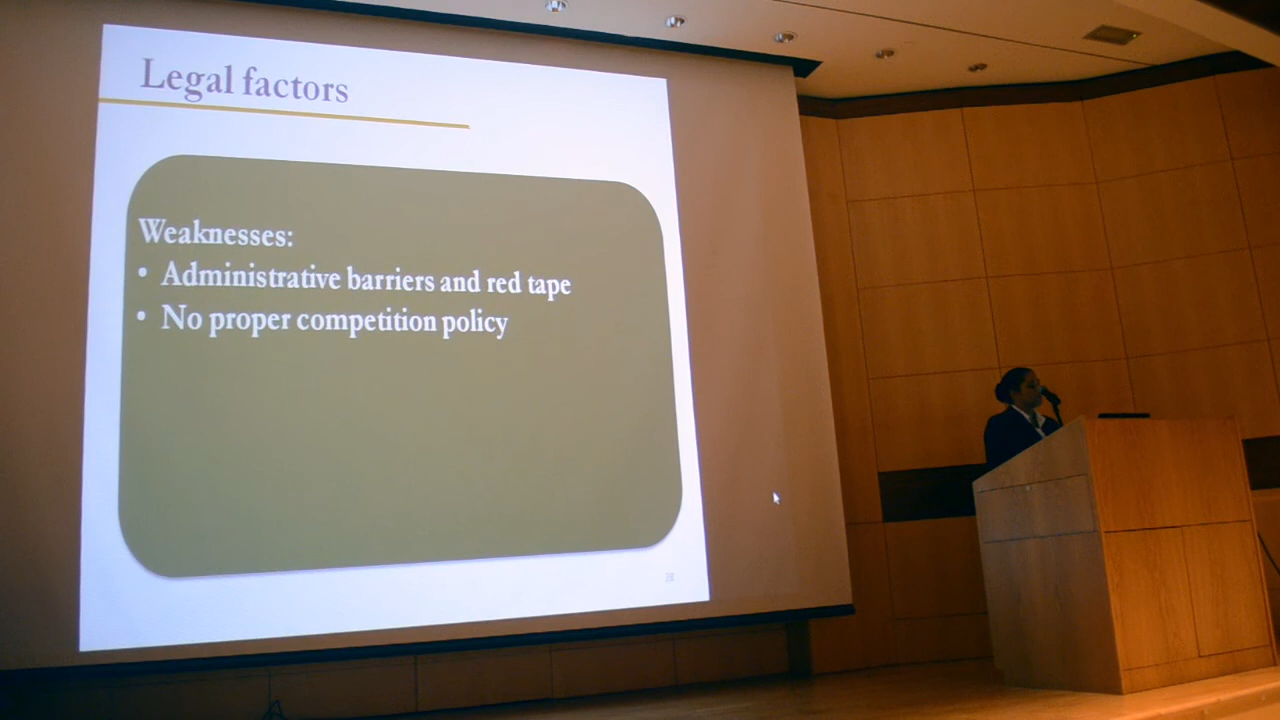 Legal factors
Weaknesses:
• Administrative barriers and red tape
• No proper competition policy